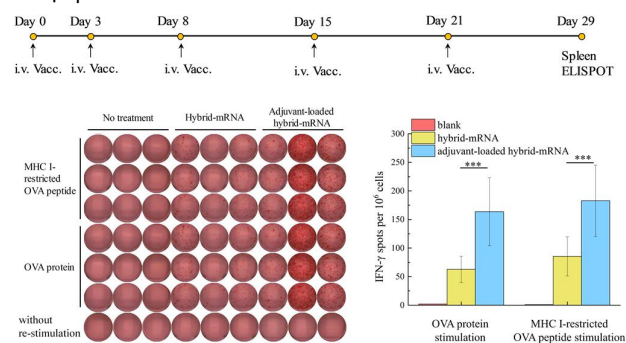 Day 0 Day 3 Day 8 Day 15 Day 21 Day 29
i.v. Vacc. i.v. Vacc. i.v. Vacc. i.v. Vacc. i.v. Vacc. Spleen
ELISPOT
No treatment Hybrid-mRNA Adjuvant-loaded
hybrid-mRNA
MHC I-
restricted
OVA peptide
OVA protein
without
re-stimulation
blank
hybrid-mRNA
adjuvant-loaded hybrid-mRNA
IFN-γ spots per 10⁶ cells
300
250
200
150
100
50
0
*** ***
OVA protein
stimulation
MHC I-restricted
OVA peptide stimulation